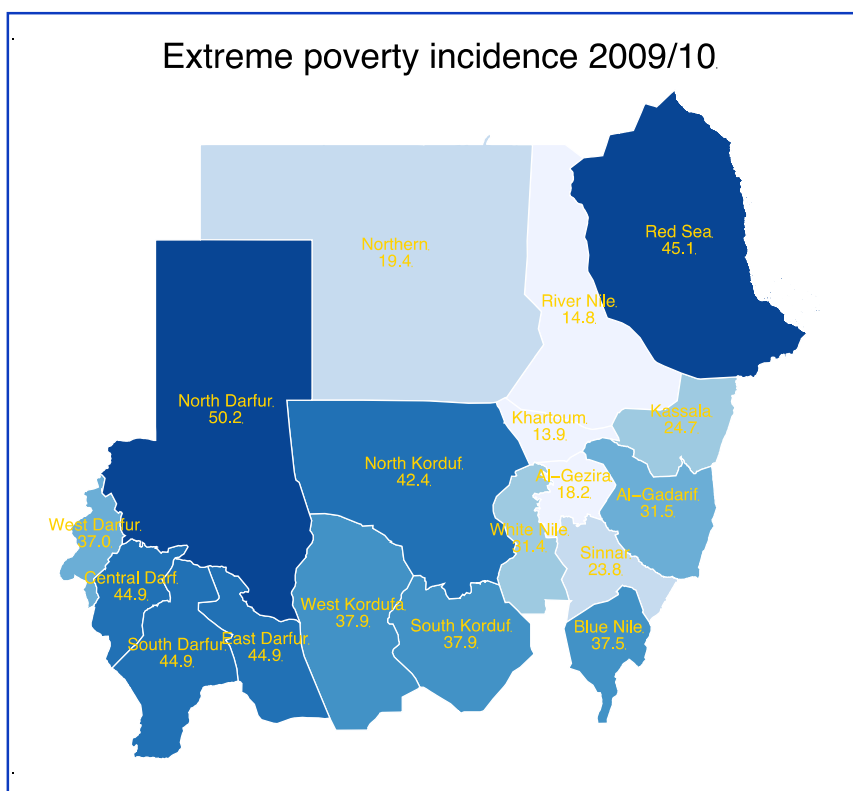 Extreme poverty incidence 2009/10
Red Sea
45.1
Northern
19.4
River Nile
14.8
North Darfur
50.2
Kassala
24.7
Khartoum
13.9
North Korduf
42.4
Al-Gezira
18.2
Al-Gadarif
31.5
West Darfur
37.0
White Nile
31.4
Sinnar
23.8
Central Darf
44.9
West Kordufa
37.9
South Korduf
37.9
Blue Nile
37.5
South Darfur
44.9
East Darfur
44.9